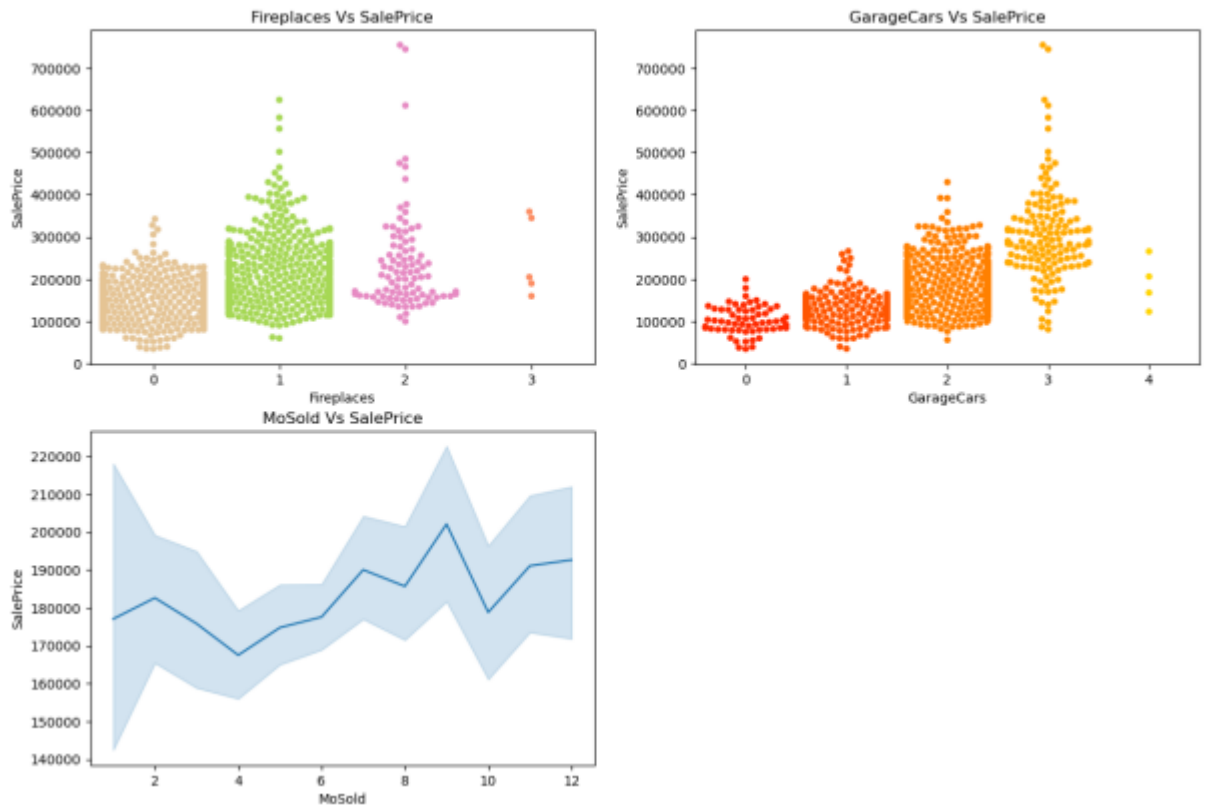 Fireplaces Vs SalePrice
700000
600000
500000
400000
300000
200000
100000
0
SalePrice
0 1 2 3
Fireplaces
GarageCars Vs SalePrice
700000
600000
500000
400000
300000
200000
100000
0
SalePrice
0 1 2 3 4
GarageCars
MoSold Vs SalePrice
220000
210000
200000
190000
180000
170000
160000
150000
140000
SalePrice
2 4 6 8 10 12
MoSold